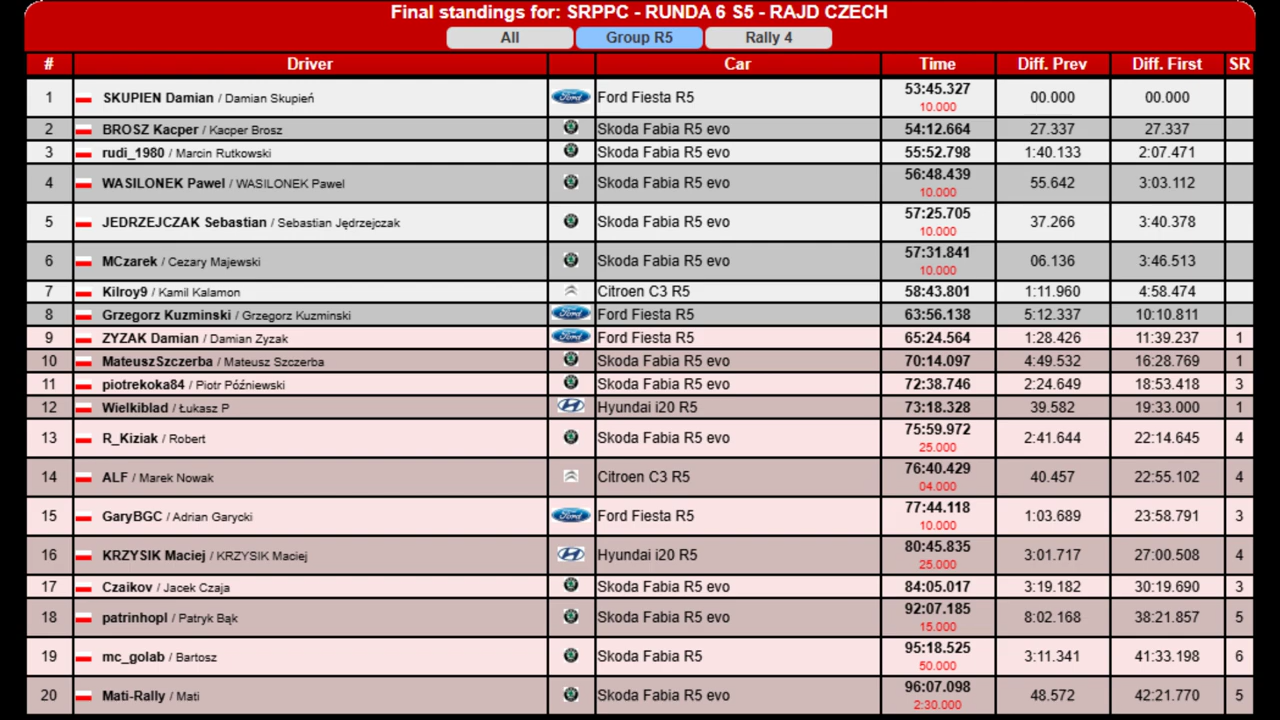 Final standings for: SRPPC - RUNDA 6 S5 - RAJD CZECH
All Group R5 Rally 4
# Driver Car Time Diff. Prev Diff. First SR
1 SKUPIEN Damian / Damian Skupień Ford Ford Fiesta R5 53:45.327 00.000 00.000
10.000
2 BROSZ Kacper / Kacper Brosz Skoda Fabia R5 evo 54:12.664 27.337 27.337
3 rudi_1980 / Marcin Rutkowski Skoda Fabia R5 evo 55:52.798 1:40.133 2:07.471
4 WASILONEK Pawel / WASILONEK Pawel Skoda Fabia R5 evo 56:48.439 55.642 3:03.112
10.000
5 JEDRZEJCZAK Sebastian / Sebastian Jędrzejczak Skoda Fabia R5 evo 57:25.705 37.266 3:40.378
10.000
6 MCzarek / Cezary Majewski Skoda Fabia R5 evo 57:31.841 06.136 3:46.513
10.000
7 Kilroy9 / Kamil Kalamon Citroen C3 R5 58:43.801 1:11.960 4:58.474
8 Grzegorz Kuzminski / Grzegorz Kuzminski Ford Ford Fiesta R5 63:56.138 5:12.337 10:10.811
9 ZYZAK Damian / Damian Zyzak Ford Ford Fiesta R5 65:24.564 1:28.426 11:39.237 1
10 MateuszSzczerba / Mateusz Szczerba Skoda Fabia R5 evo 70:14.097 4:49.532 16:28.769 1
11 piotrekoka84 / Piotr Późniewski Skoda Fabia R5 evo 72:38.746 2:24.649 18:53.418 3
12 Wielkiblad / Łukasz P Hyundai i20 R5 73:18.328 39.582 19:33.000 1
13 R_Kiziak / Robert Skoda Fabia R5 evo 75:59.972 2:41.644 22:14.645 4
25.000
14 ALF / Marek Nowak Citroen C3 R5 76:40.429 40.457 22:55.102 4
04.000
15 GaryBGC / Adrian Garycki Ford Ford Fiesta R5 77:44.118 1:03.689 23:58.791 3
10.000
16 KRZYSIK Maciej / KRZYSIK Maciej Hyundai i20 R5 80:45.835 3:01.717 27:00.508 4
25.000
17 Czaikov / Jacek Czaja Skoda Fabia R5 evo 84:05.017 3:19.182 30:19.690 3
18 patrinhopl / Patryk Bąk Skoda Fabia R5 evo 92:07.185 8:02.168 38:21.857 5
15.000
19 mc_golab / Bartosz Skoda Fabia R5 95:18.525 3:11.341 41:33.198 6
50.000
20 Mati-Rally / Mati Skoda Fabia R5 evo 96:07.098 48.572 42:21.770 5
2:30.000